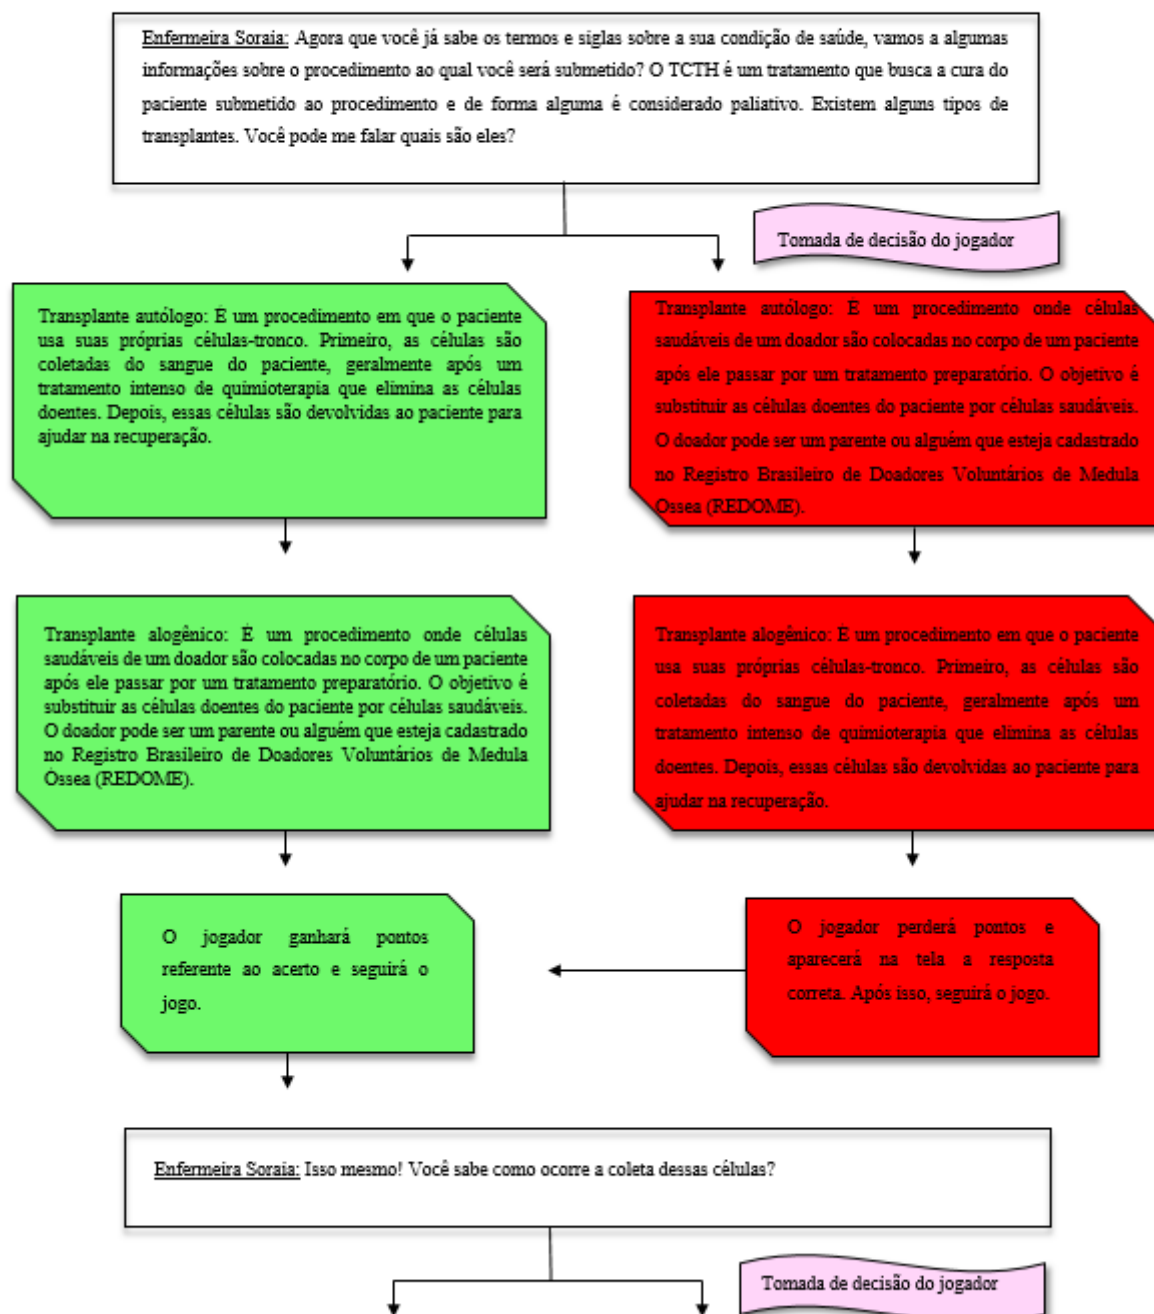 Enfermeira Soraia: Agora que você já sabe os termos e siglas sobre a sua condição de saúde, vamos a algumas
informações sobre o procedimento ao qual você será submetido? O TCTH é um tratamento que busca a cura do
paciente submetido ao procedimento e de forma alguma é considerado paliativo. Existem alguns tipos de
transplantes. Você pode me falar quais são eles?
Tomada de decisão do jogador
Transplante autólogo: É um procedimento em que o paciente
usa suas próprias células-tronco. Primeiro, as células são
coletadas do sangue do paciente, geralmente após um
tratamento intenso de quimioterapia que elimina as células
doentes. Depois, essas células são devolvidas ao paciente para
ajudar na recuperação.
Transplante autólogo: É um procedimento onde células
saudáveis de um doador são colocadas no corpo de um paciente
após ele passar por um tratamento preparatório. O objetivo é
substituir as células doentes do paciente por células saudáveis.
O doador pode ser um parente ou alguém que esteja cadastrado
no Registro Brasileiro de Doadores Voluntários de Medula
Óssea (REDOME).
Transplante alogênico: É um procedimento onde células
saudáveis de um doador são colocadas no corpo de um paciente
após ele passar por um tratamento preparatório. O objetivo é
substituir as células doentes do paciente por células saudáveis.
O doador pode ser um parente ou alguém que esteja cadastrado
no Registro Brasileiro de Doadores Voluntários de Medula
Óssea (REDOME).
Transplante alogênico: É um procedimento em que o paciente
usa suas próprias células-tronco. Primeiro, as células são
coletadas do sangue do paciente, geralmente após um
tratamento intenso de quimioterapia que elimina as células
doentes. Depois, essas células são devolvidas ao paciente para
ajudar na recuperação.
O jogador ganhará pontos
referente ao acerto e seguirá o
jogo.
O jogador perderá pontos e
aparecerá na tela a resposta
correta. Após isso, seguirá o jogo.
Enfermeira Soraia: Isso mesmo! Você sabe como ocorre a coleta dessas células?
Tomada de decisão do jogador